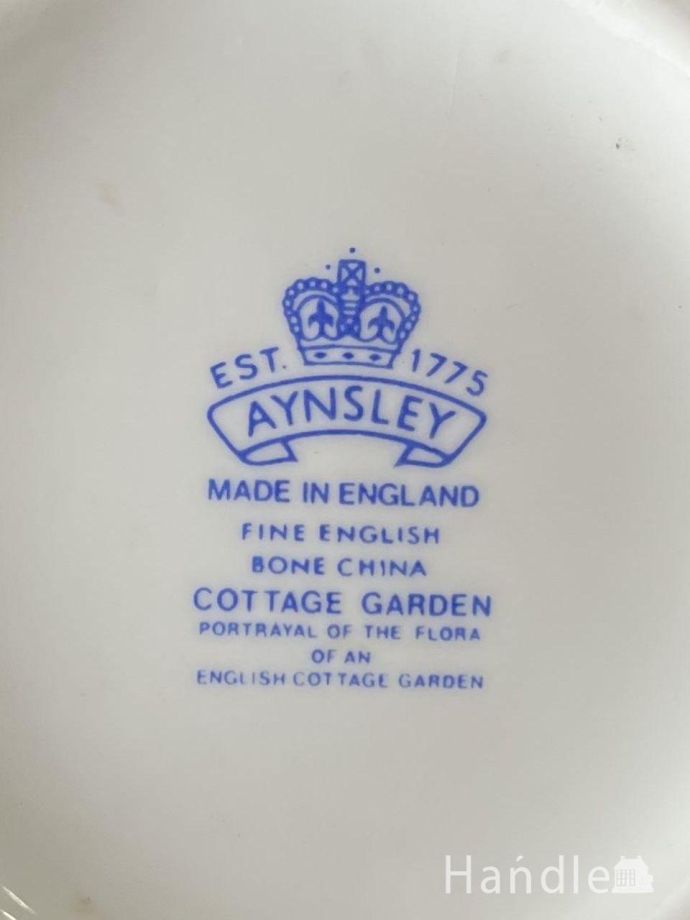 EST. 1775
AYNSLEY
MADE IN ENGLAND
FINE ENGLISH
BONE CHINA
COTTAGE GARDEN
PORTRAYAL OF THE FLORA
OF AN
ENGLISH COTTAGE GARDEN
Handle